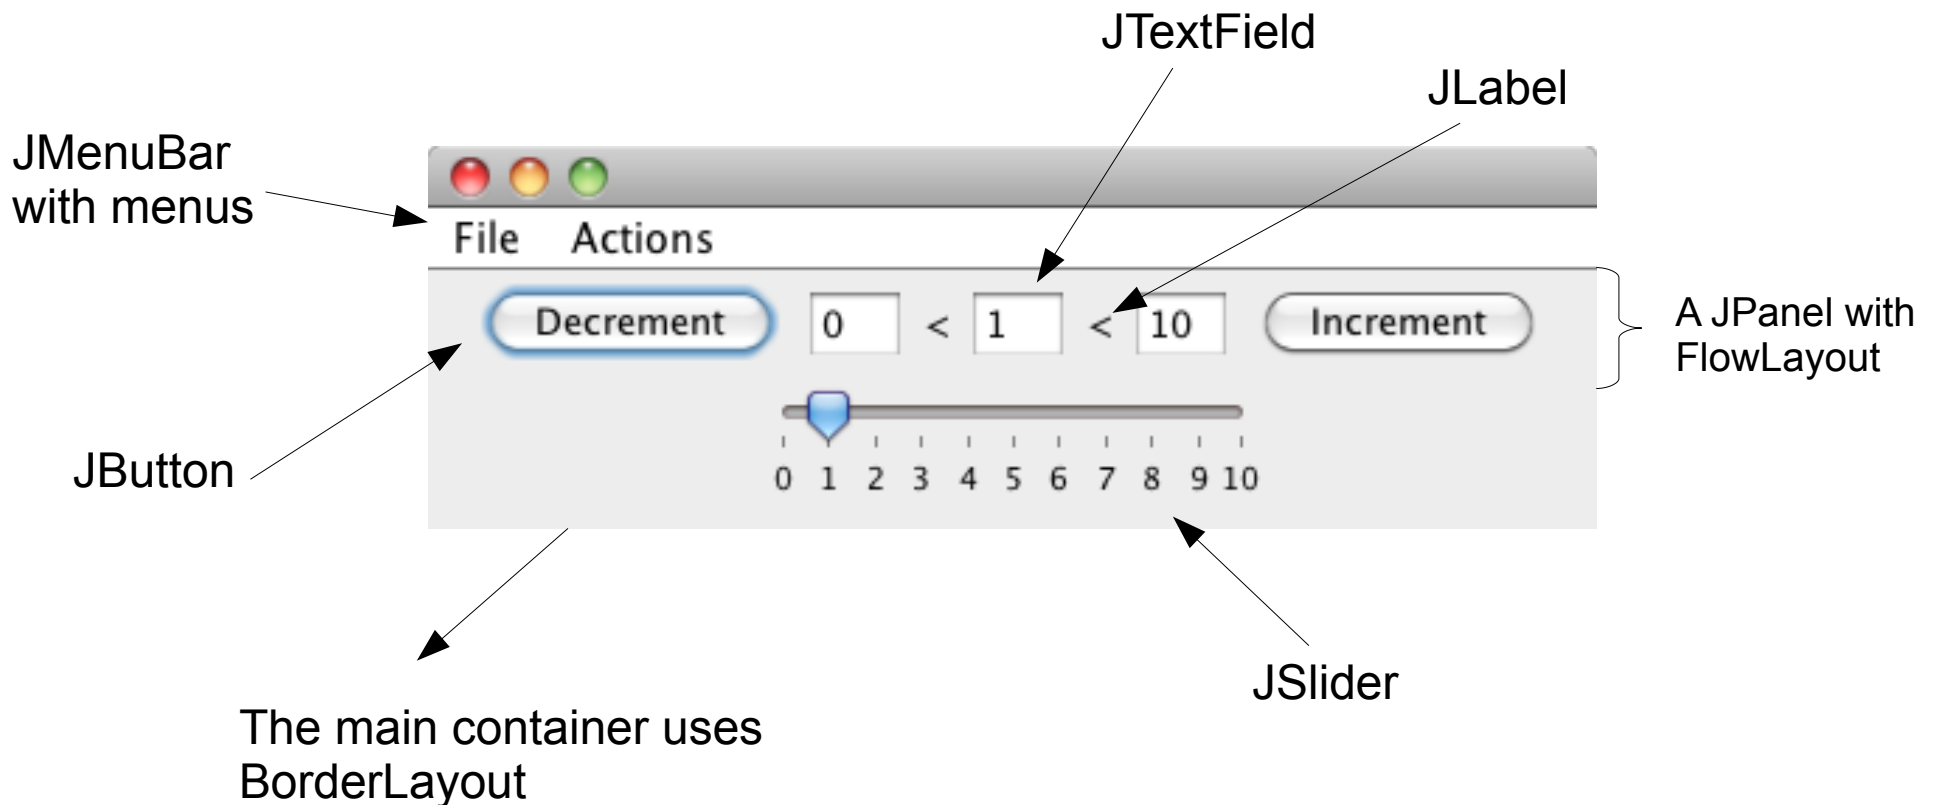 JTextField
JLabel
JMenuBar
with menus
File Actions
Decrement 0 < 1 < 10 Increment
A JPanel with
FlowLayout
0 1 2 3 4 5 6 7 8 9 10
JButton
JSlider
The main container uses
BorderLayout